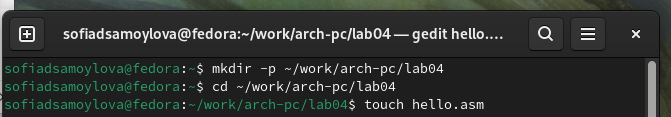 sofiadsamoylova@fedora:~/work/arch-pc/lab04 — gedit hello....
sofiadsamoylova@fedora:~$ mkdir -p ~/work/arch-pc/lab04
sofiadsamoylova@fedora:~$ cd ~/work/arch-pc/lab04
sofiadsamoylova@fedora:~/work/arch-pc/lab04$ touch hello.asm